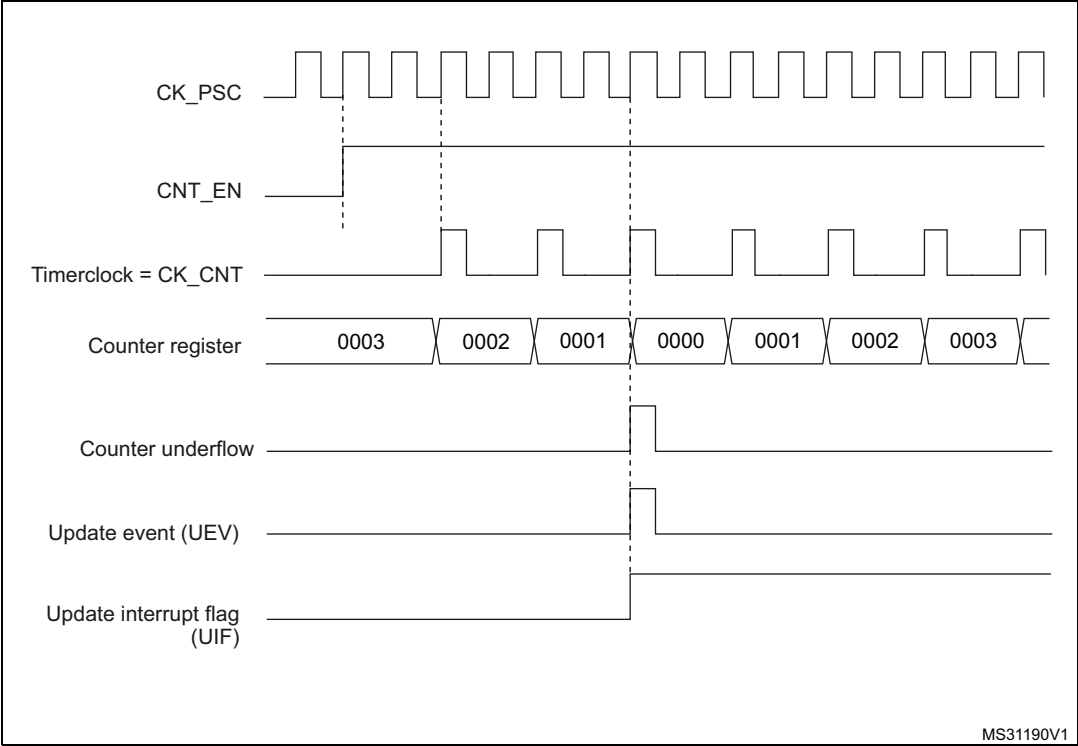 CK_PSC
CNT_EN
Timerclock = CK_CNT
Counter register 0003 0002 0001 0000 0001 0002 0003
Counter underflow
Update event (UEV)
Update interrupt flag
(UIF)
MS31190V1